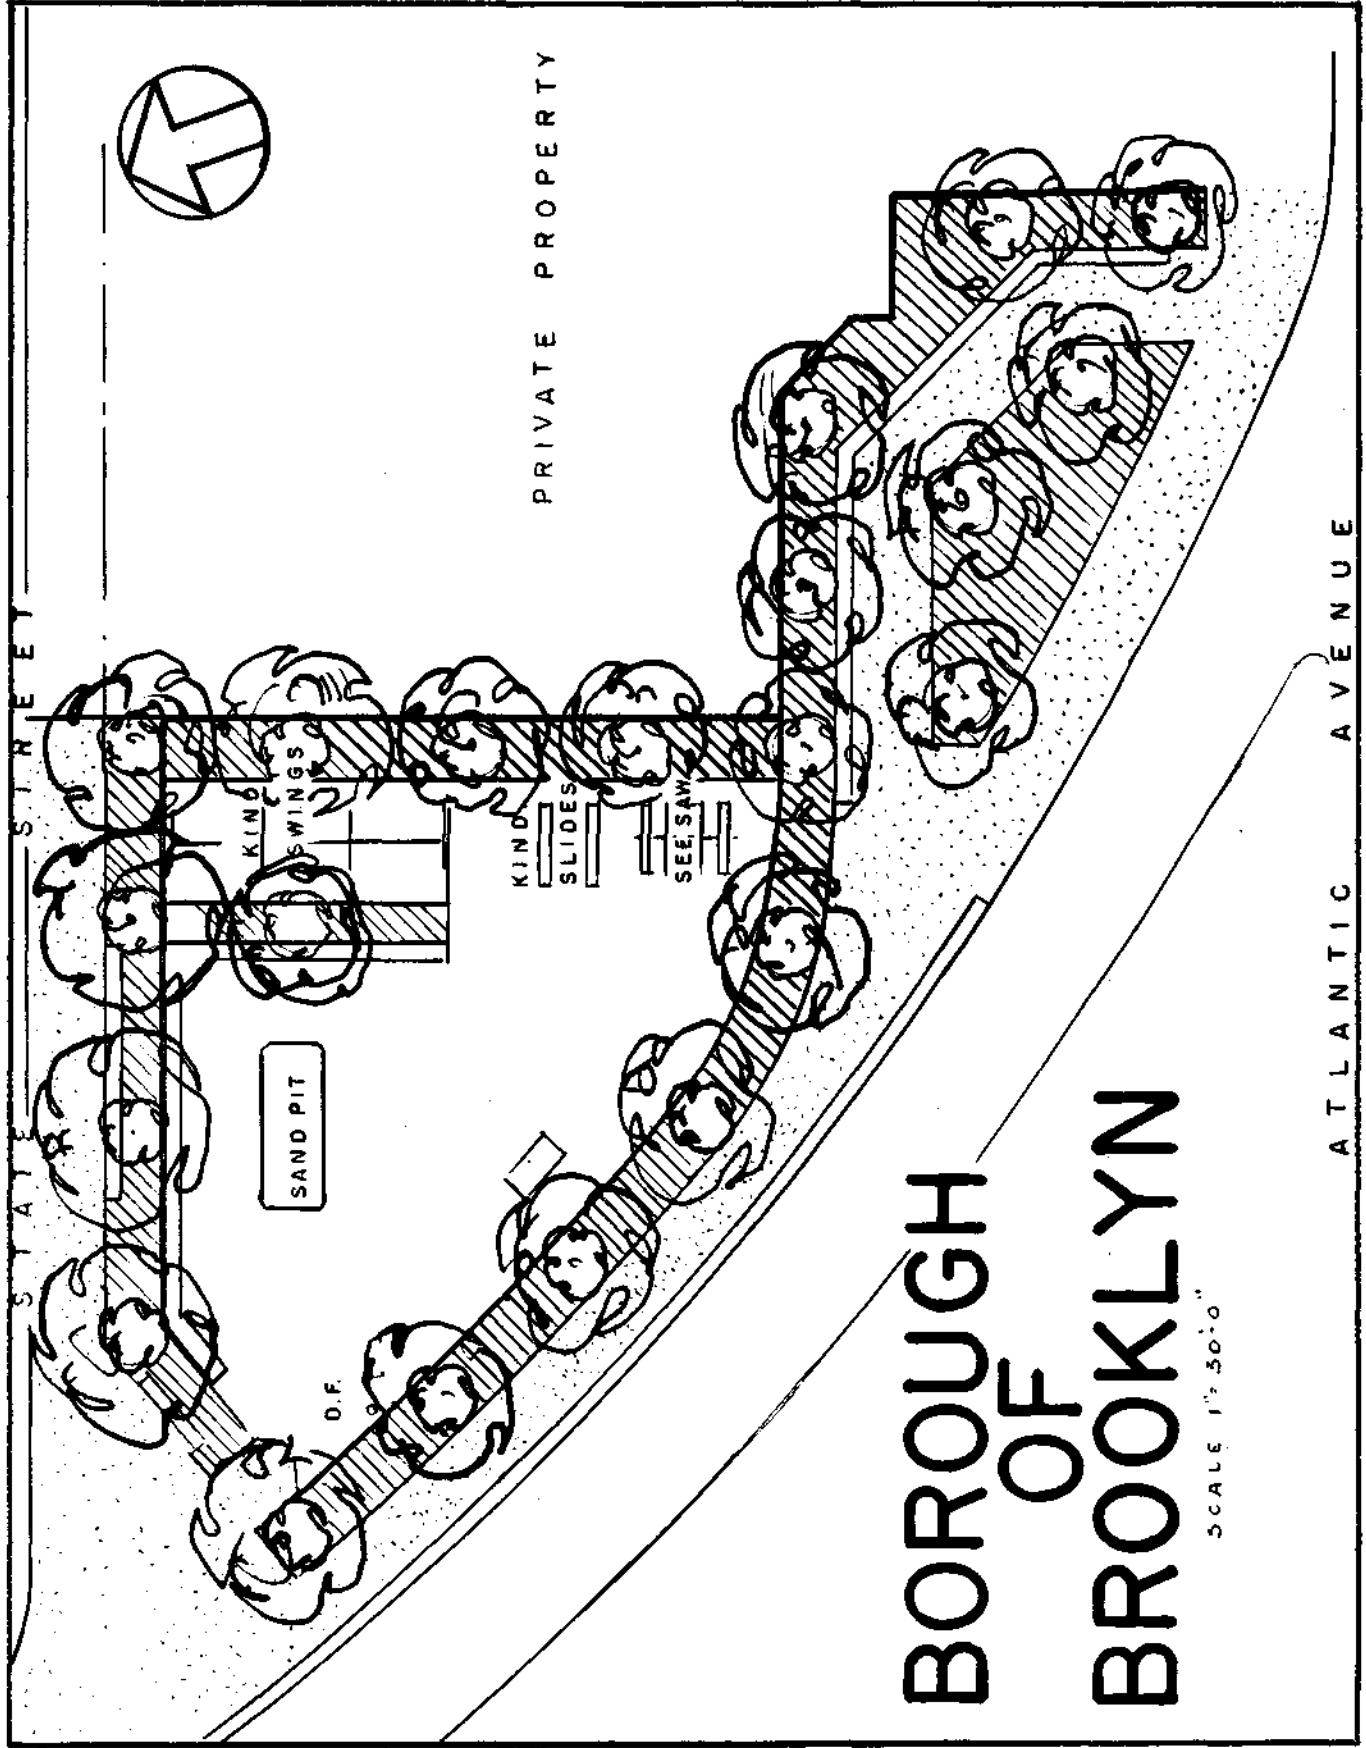 STATE STREET
PRIVATE PROPERTY
KIND.
SWINGS
KIND.
SLIDES
SEE SAW
SAND PIT
D.F.
ATLANTIC AVENUE
BOROUGH
OF
BROOKLYN
SCALE 1"=30'-0"